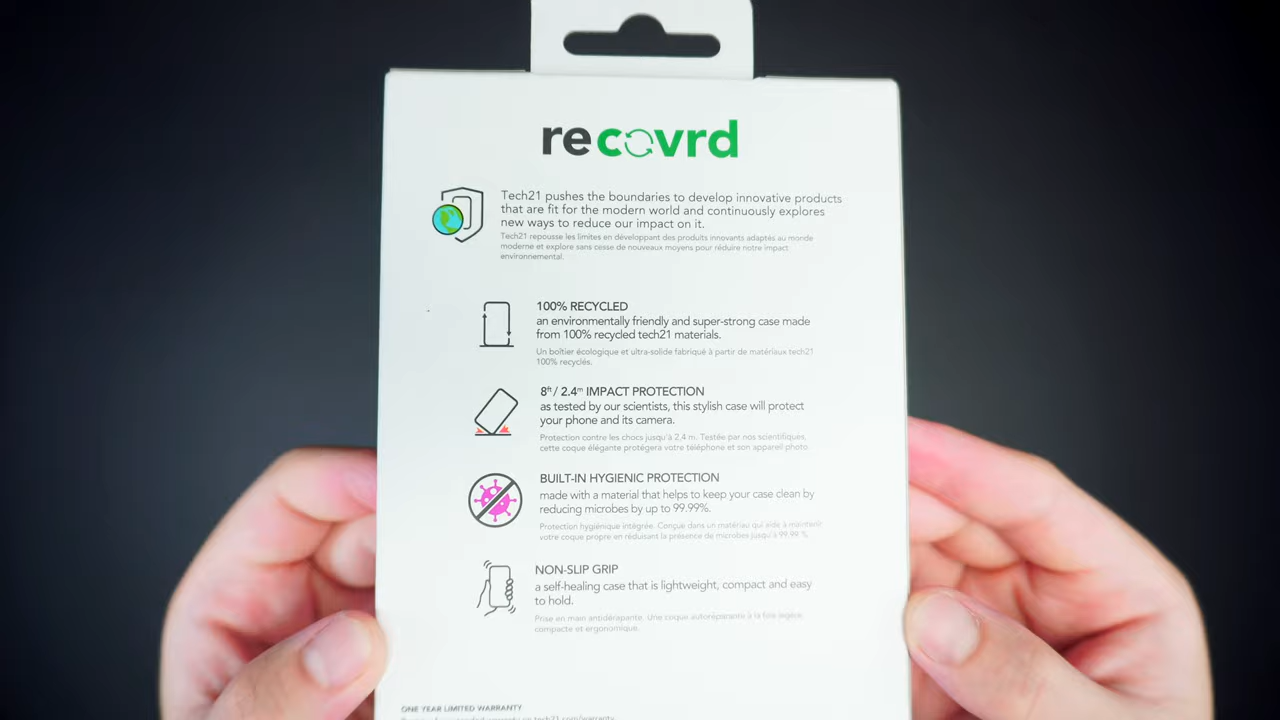 recovrd
Tech21 pushes the boundaries to develop innovative products
that are fit for the modern world and continuously explores
new ways to reduce our impact on it.
Tech21 repousse les limites en développant des produits innovants adaptés au monde
moderne et explore sans cesse de nouveaux moyens pour réduire notre impact
environnemental.
100% RECYCLED
an environmentally friendly and super-strong case made
from 100% recycled tech21 materials.
Un boîtier écologique et ultra-solide fabriqué à partir de matériaux tech21
100% recyclés.
8ft / 2.4m IMPACT PROTECTION
as tested by our scientists, this stylish case will protect
your phone and its camera.
Protection contre les chocs jusqu'à 2,4 m. Testée par nos scientifiques,
cette coque élégante protégera votre téléphone et son appareil photo.
BUILT-IN HYGIENIC PROTECTION
made with a material that helps to keep your case clean by
reducing microbes by up to 99.99%.
Protection hygiénique intégrée. Conçue dans un matériau qui aide à maintenir
votre coque propre en réduisant la présence de microbes jusqu'à 99.99 %.
NON-SLIP GRIP
a self-healing case that is lightweight, compact and easy
to hold.
Prise en main antidérapante. Une coque autoréparante à la fois légère,
compacte et ergonomique.
ONE YEAR LIMITED WARRANTY
tech21.com/warranty